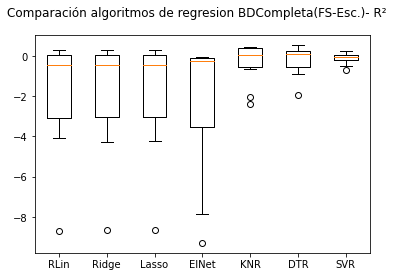 Comparación algoritmos de regresion BDCompleta(FS-Esc.)- R²
0
−2
−4
−6
−8
RLin Ridge Lasso ElNet KNR DTR SVR